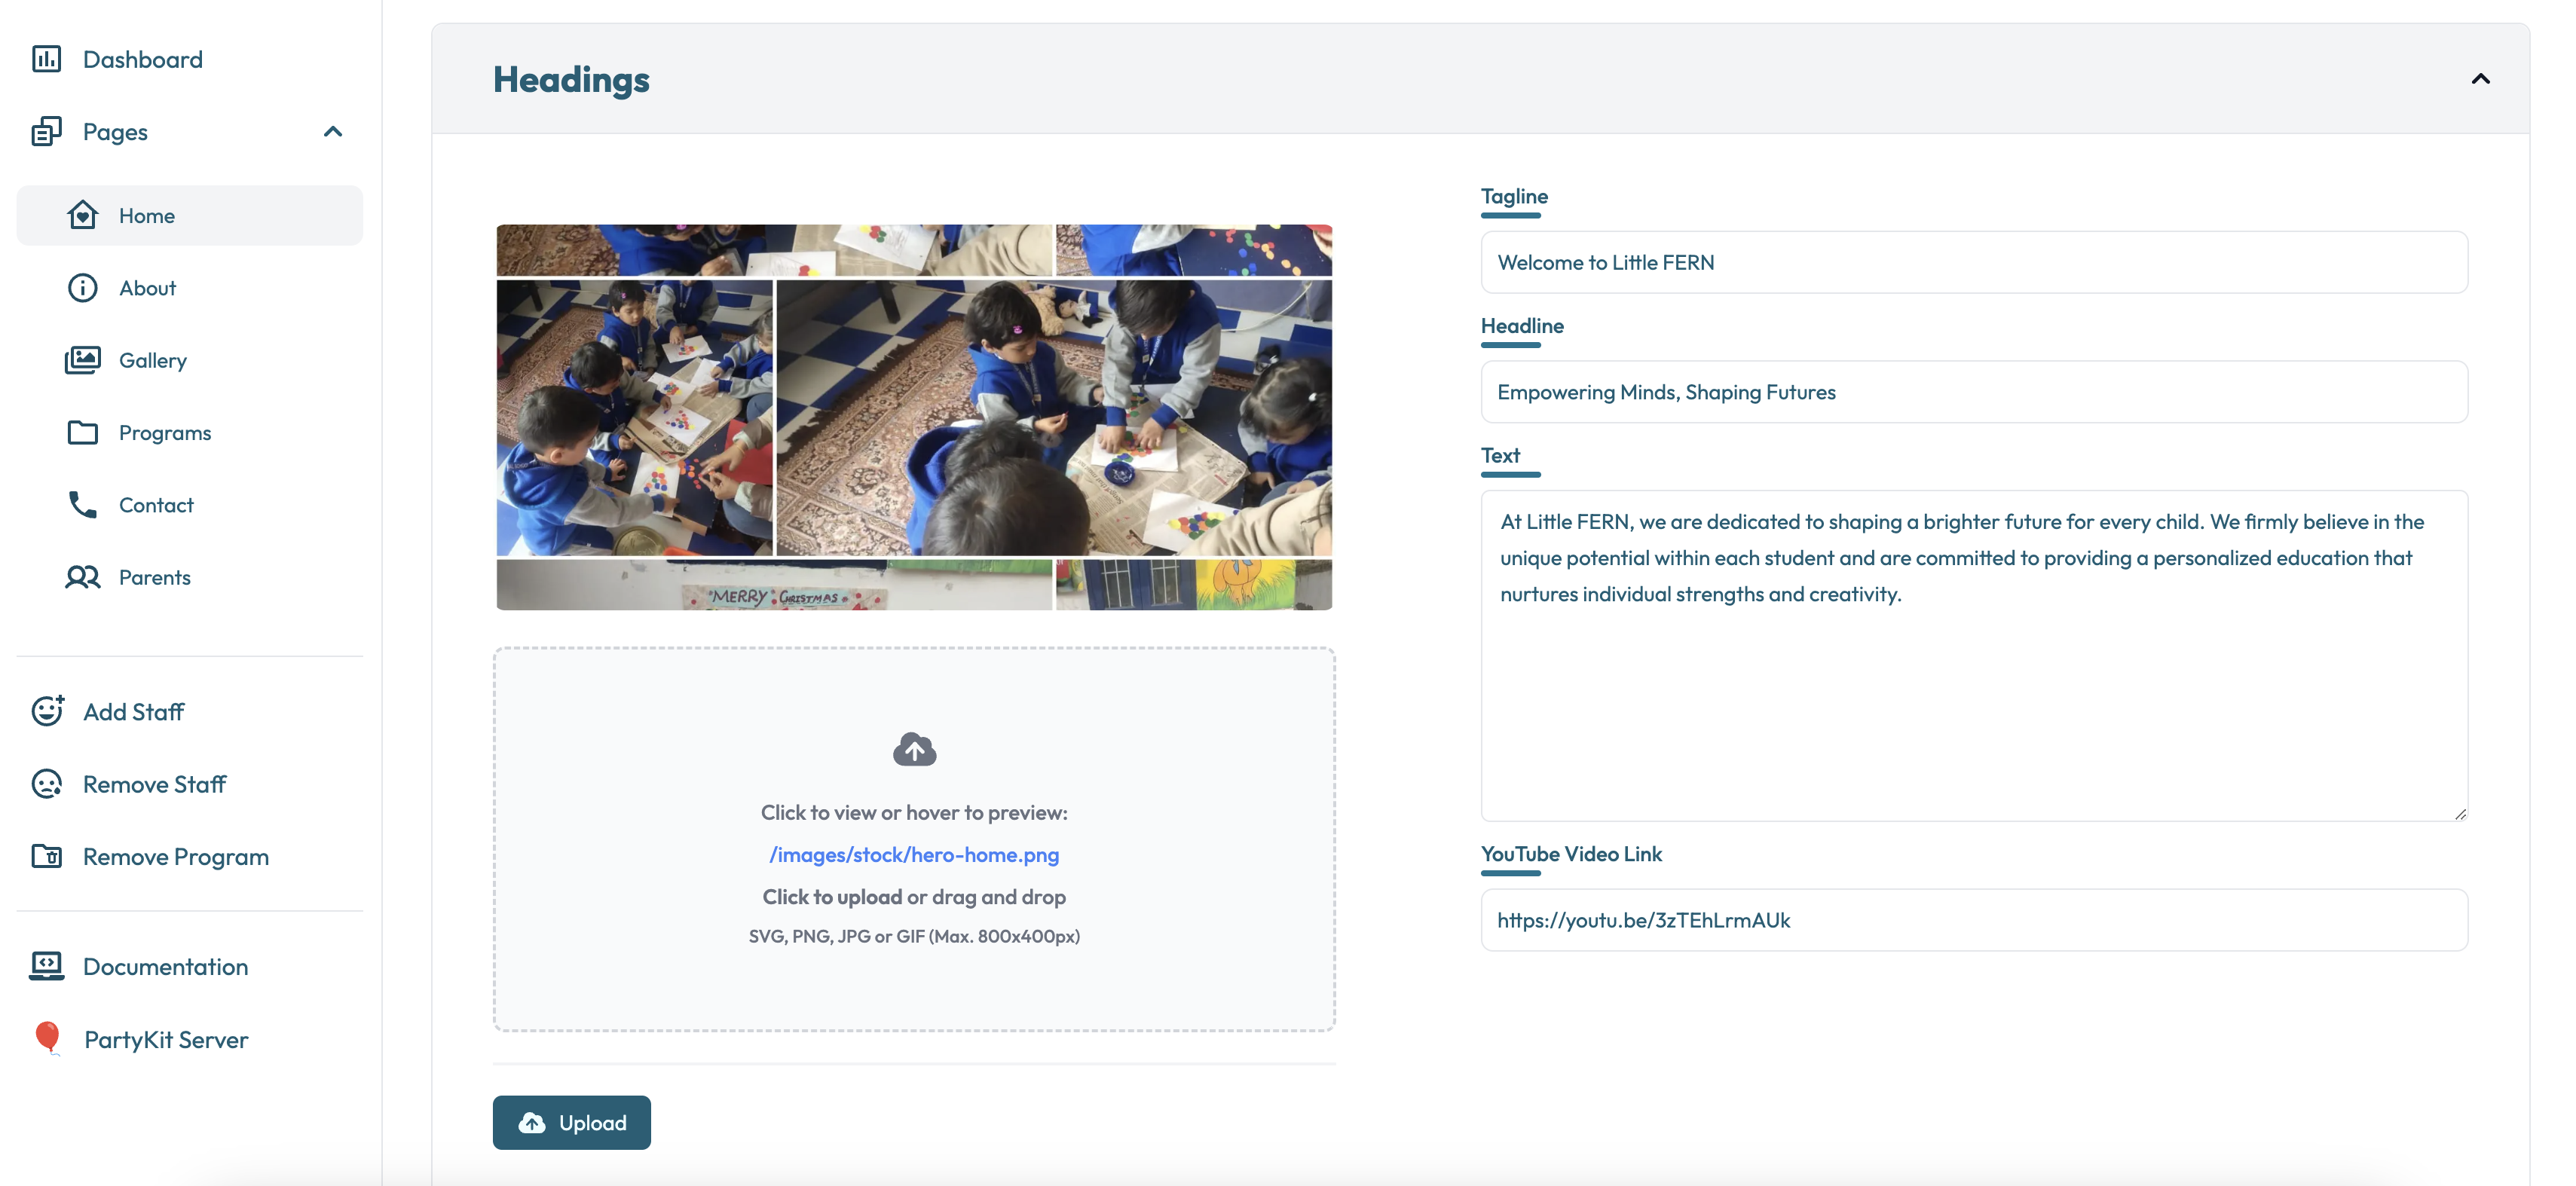 Dashboard
Pages
Home
About
Gallery
Programs
Contact
Parents
Add Staff
Remove Staff
Remove Program
Documentation
PartyKit Server
Headings
MERRY CHRISTMAS
Click to view or hover to preview:
/images/stock/hero-home.png
Click to upload or drag and drop
SVG, PNG, JPG or GIF (Max. 800x400px)
Upload
Tagline
Welcome to Little FERN
Headline
Empowering Minds, Shaping Futures
Text
At Little FERN, we are dedicated to shaping a brighter future for every child. We firmly believe in the
unique potential within each student and are committed to providing a personalized education that
nurtures individual strengths and creativity.
YouTube Video Link
https://youtu.be/3zTEhLrmAUk